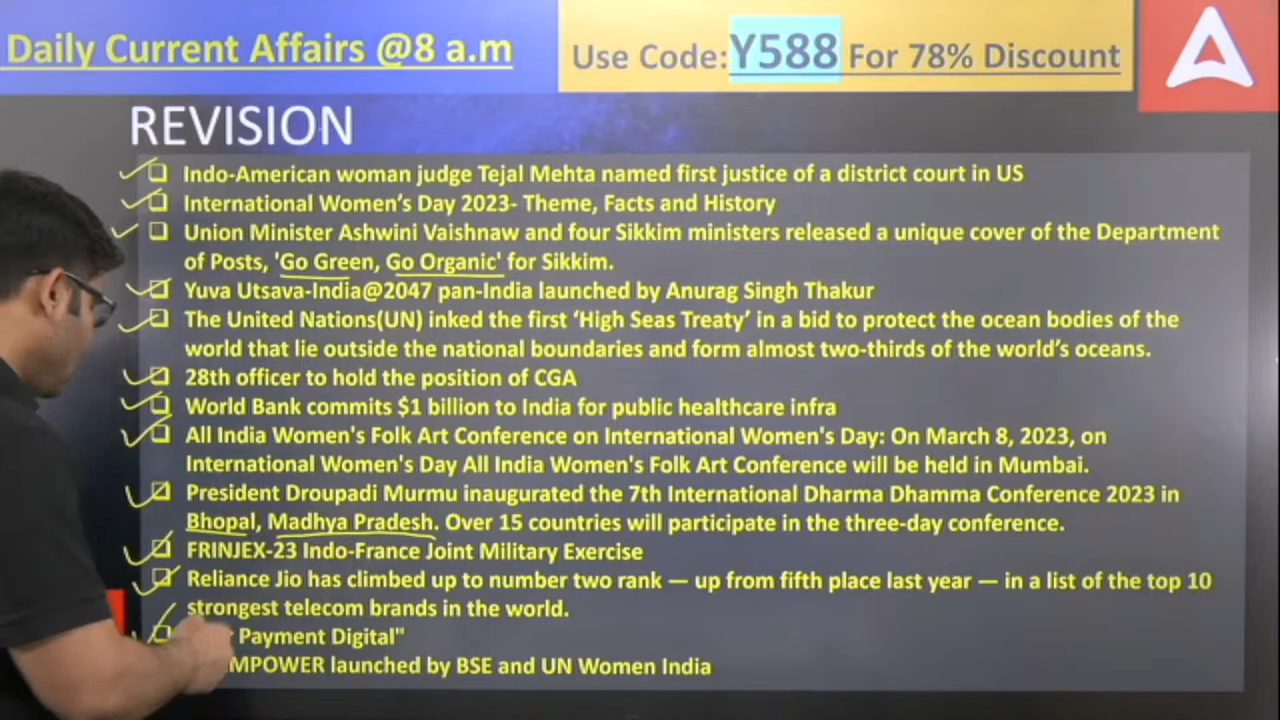 Daily Current Affairs @8 a.m
Use Code:Y588 For 78% Discount
REVISION
Indo-American woman judge Tejal Mehta named first justice of a district court in US
International Women's Day 2023- Theme, Facts and History
Union Minister Ashwini Vaishnaw and four Sikkim ministers released a unique cover of the Department
of Posts, 'Go Green, Go Organic' for Sikkim.
Yuva Utsava-India@2047 pan-India launched by Anurag Singh Thakur
The United Nations(UN) inked the first ‘High Seas Treaty’ in a bid to protect the ocean bodies of the
world that lie outside the national boundaries and form almost two-thirds of the world’s oceans.
28th officer to hold the position of CGA
World Bank commits $1 billion to India for public healthcare infra
All India Women's Folk Art Conference on International Women's Day: On March 8, 2023, on
International Women's Day All India Women's Folk Art Conference will be held in Mumbai.
President Droupadi Murmu inaugurated the 7th International Dharma Dhamma Conference 2023 in
Bhopal, Madhya Pradesh. Over 15 countries will participate in the three-day conference.
FRINJEX-23 Indo-France Joint Military Exercise
Reliance Jio has climbed up to number two rank — up from fifth place last year — in a list of the top 10
strongest telecom brands in the world.
Payment Digital"
launched by BSE and UN Women India